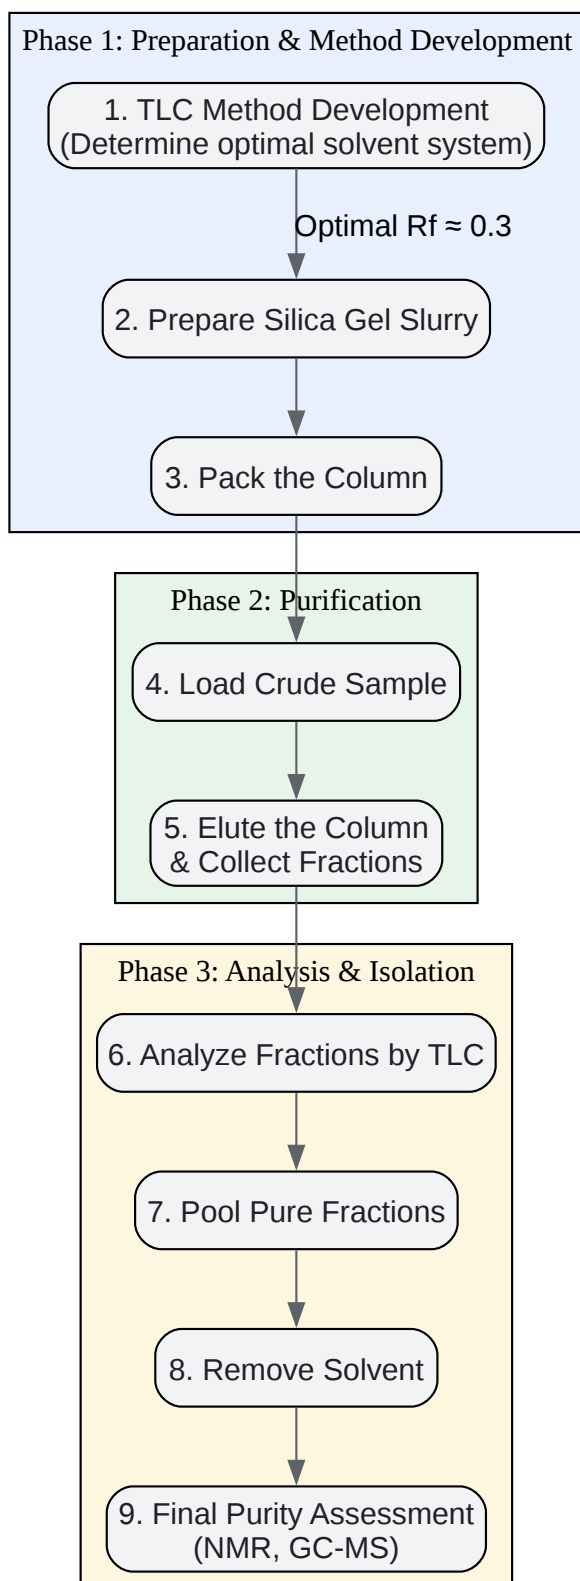 Phase 1: Preparation & Method Development
1. TLC Method Development
(Determine optimal solvent system)
Optimal Rf ≈ 0.3
2. Prepare Silica Gel Slurry
3. Pack the Column
Phase 2: Purification
4. Load Crude Sample
5. Elute the Column
& Collect Fractions
Phase 3: Analysis & Isolation
6. Analyze Fractions by TLC
7. Pool Pure Fractions
8. Remove Solvent
9. Final Purity Assessment
(NMR, GC-MS)